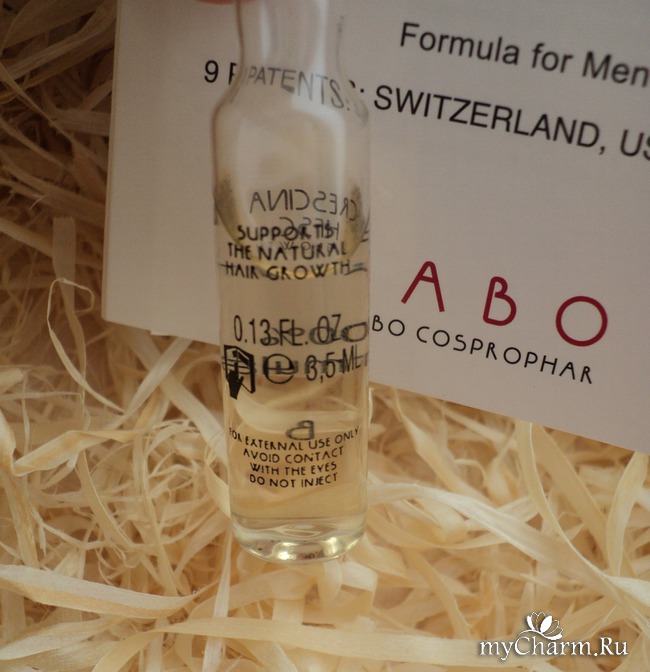 Formula for Men
9 PATENTS: SWITZERLAND, US
CRESCINA
SUPPORTS
THE NATURAL
HAIR GROWTH
0.13 FL. OZ
3,5 ML
B
FOR EXTERNAL USE ONLY
AVOID CONTACT
WITH THE EYES
DO NOT INJECT
ABO
BO COSPROPHAR
myCharm.Ru